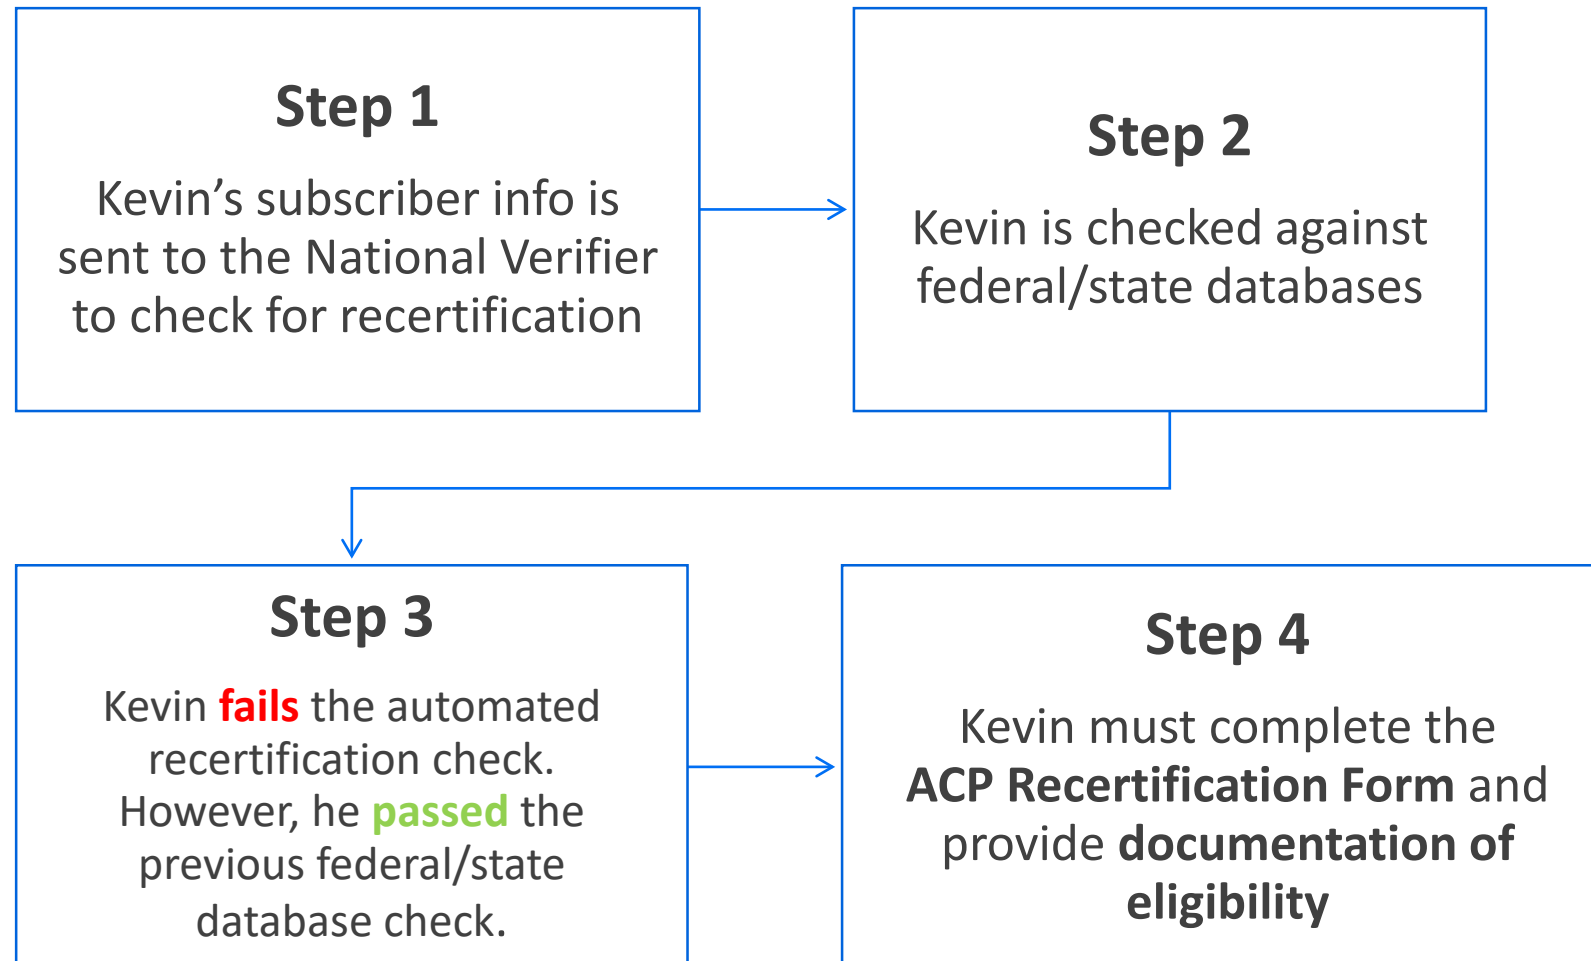 Step 1
Kevin’s subscriber info is
sent to the National Verifier
to check for recertification
Step 2
Kevin is checked against
federal/state databases
Step 3
Kevin fails the automated
recertification check.
However, he passed the
previous federal/state
database check.
Step 4
Kevin must complete the
ACP Recertification Form and
provide documentation of
eligibility